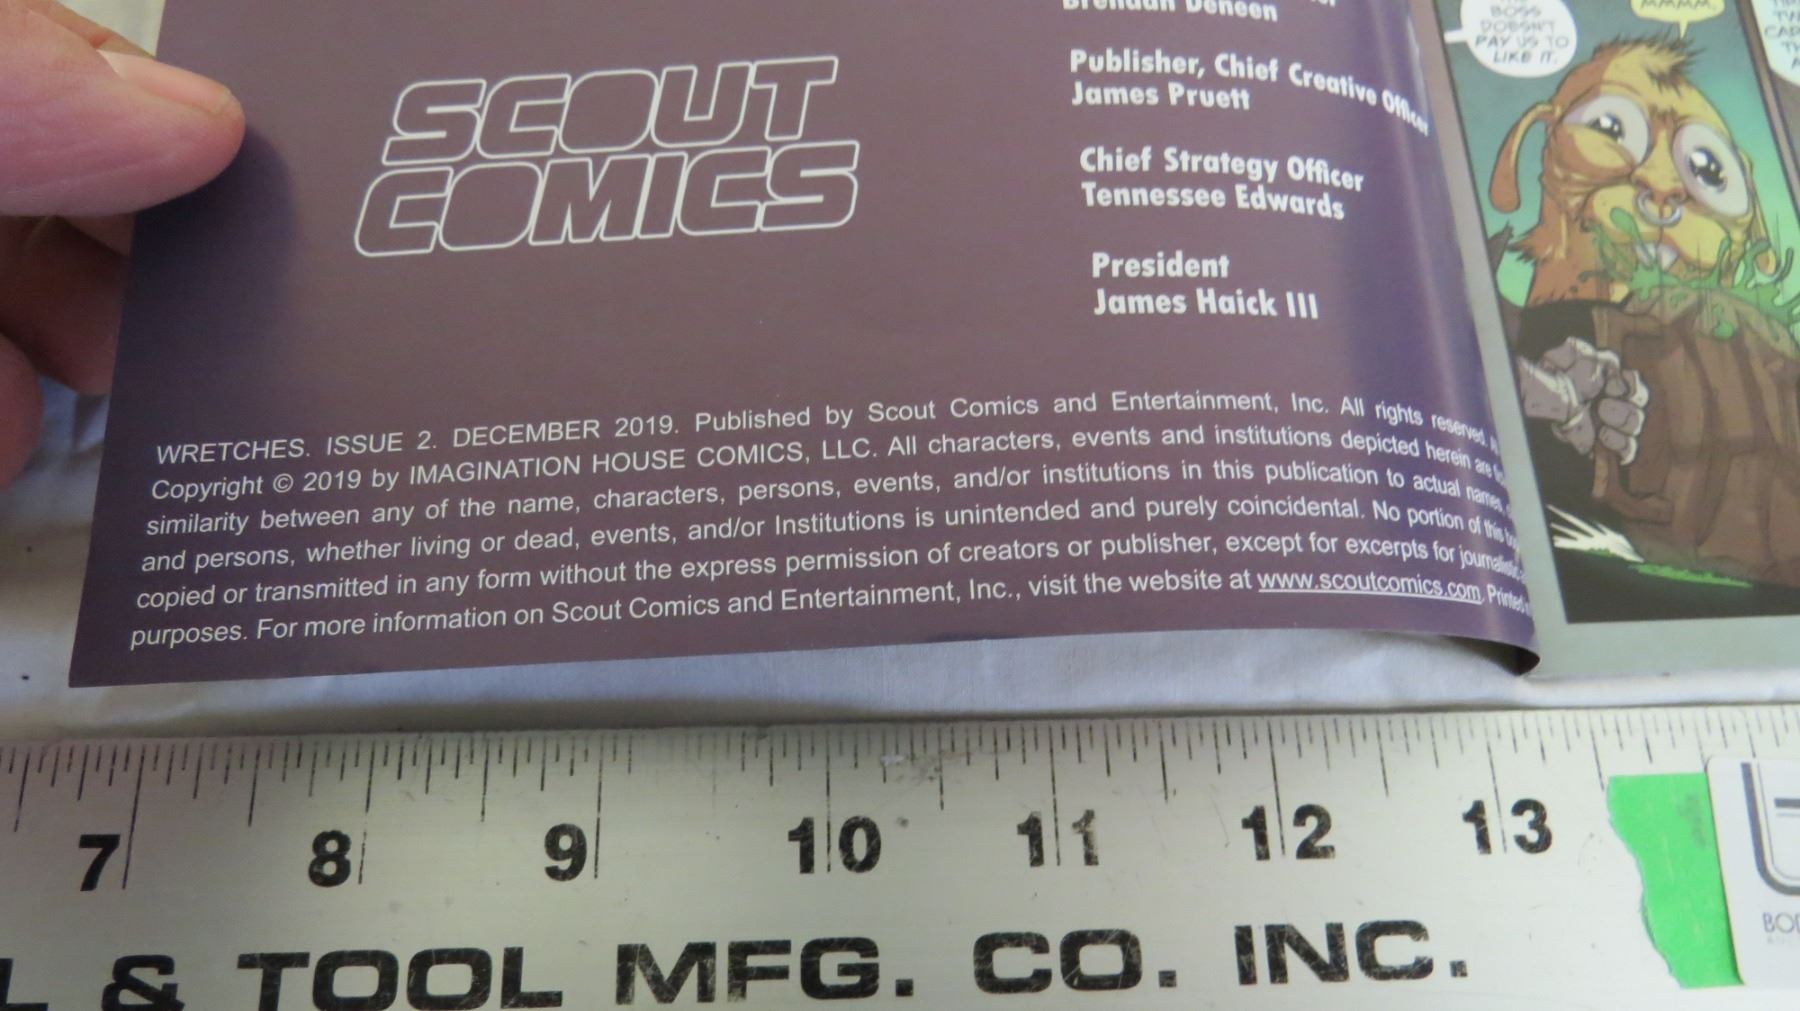 Brendan Deneen
SCOUT
COMICS
Publisher, Chief Creative Officer
James Pruett
Chief Strategy Officer
Tennessee Edwards
President
James Haick III
WRETCHES. ISSUE 2. DECEMBER 2019. Published by Scout Comics and Entertainment, Inc. All rights reserved.
Copyright © 2019 by IMAGINATION HOUSE COMICS, LLC. All characters, events and institutions depicted herein are
similarity between any of the name, characters, persons, events, and/or institutions in this publication to actual names,
and persons, whether living or dead, events, and/or Institutions is unintended and purely coincidental. No portion of this
copied or transmitted in any form without the express permission of creators or publisher, except for excerpts for
purposes. For more information on Scout Comics and Entertainment, Inc., visit the website at www.scoutcomics.com. Printed
BOSS
DOESN'T
PAY US TO
LIKE IT.
MMMM.
7 8 9 10 11 12 13
& TOOL MFG. CO. INC.